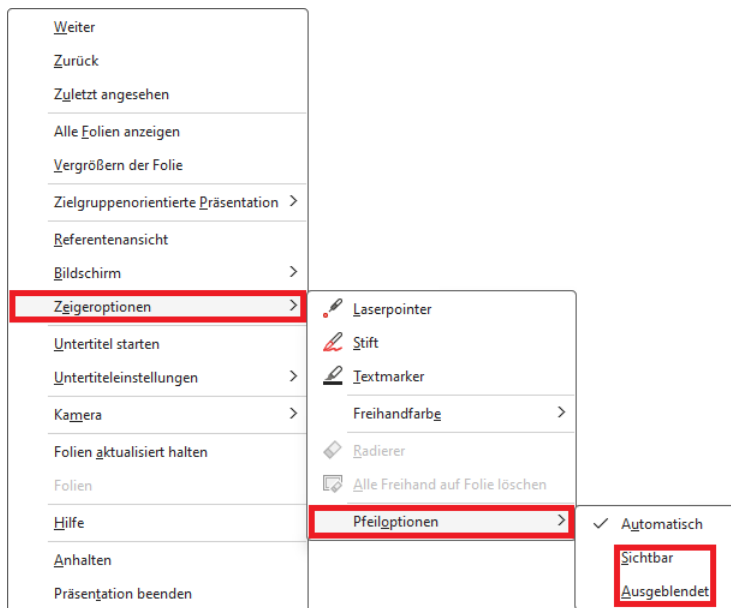 Weiter
Zurück
Zuletzt angesehen
Alle Folien anzeigen
Vergrößern der Folie
Zielgruppenorientierte Präsentation
Referentenansicht
Bildschirm
Zeigeroptionen
Untertitel starten
Untertiteleinstellungen
Kamera
Folien aktualisiert halten
Folien
Hilfe
Anhalten
Präsentation beenden
Laserpointer
Stift
Textmarker
Freihandfarbe
Radierer
Alle Freihand auf Folie löschen
Pfeiloptionen
Automatisch
Sichtbar
Ausgeblendet